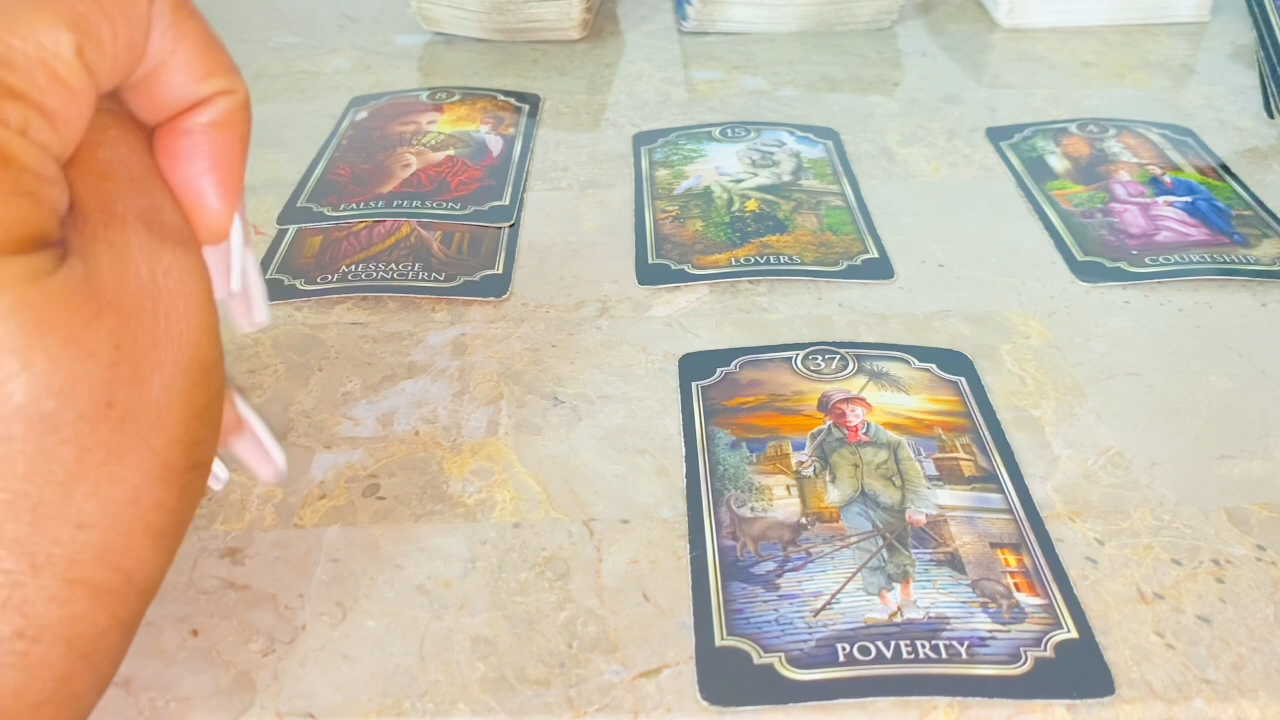 8
FALSE PERSON
MESSAGE
OF CONCERN
15
LOVERS
4
COURTSHIP
37
POVERTY